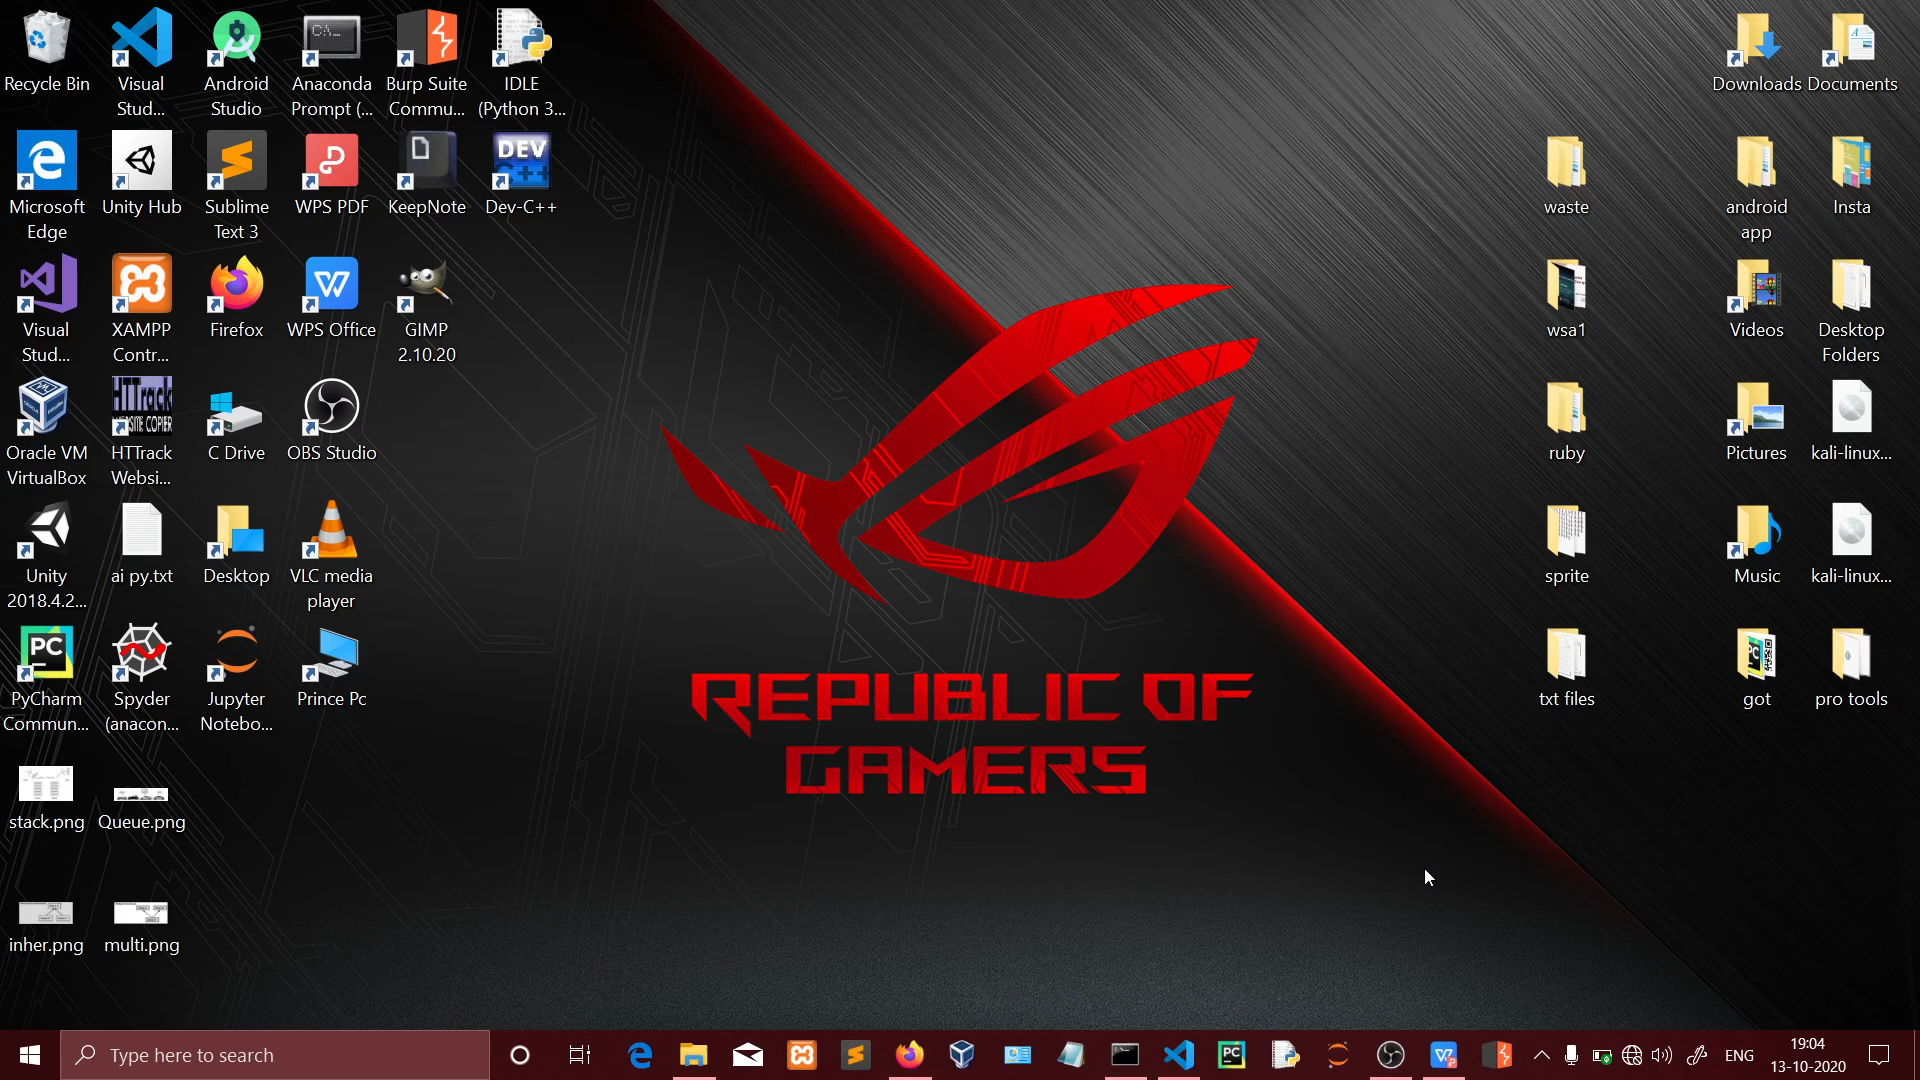 Recycle Bin
Visual
Stud...
Android
Studio
Anaconda
Prompt (...
Burp Suite
Commu...
IDLE
(Python 3...
Downloads
Documents
Microsoft
Edge
Unity Hub
Sublime
Text 3
WPS PDF
KeepNote
DEV
C++
Dev-C++
waste
android
app
Insta
Visual
Stud...
XAMPP
Contr...
Firefox
WPS Office
GIMP
2.10.20
wsa1
Videos
Desktop
Folders
Oracle VM
VirtualBox
HTTrack
WEBSITE COPIER
HTTrack
Websi...
C Drive
OBS Studio
ruby
Pictures
kali-linux...
Unity
2018.4.2...
ai py.txt
Desktop
VLC media
player
sprite
Music
kali-linux...
PC
PyCharm
Commun...
Spyder
(anacon...
Jupyter
Notebo...
Prince Pc
txt files
got
pro tools
REPUBLIC OF
GAMERS
stack.png
Queue.png
inher.png
multi.png
Type here to search
PC
ENG
19:04
13-10-2020